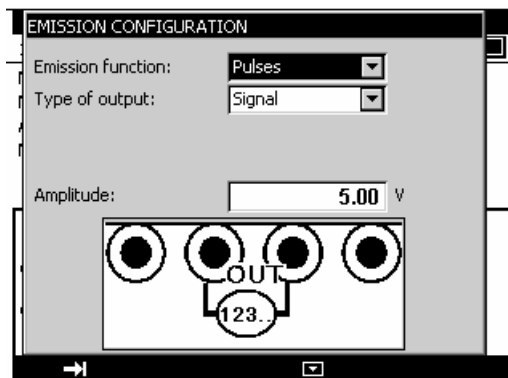 EMISSION CONFIGURATION
Emission function: Pulses
Type of output: Signal
Amplitude: 5.00 V
OUT
123..